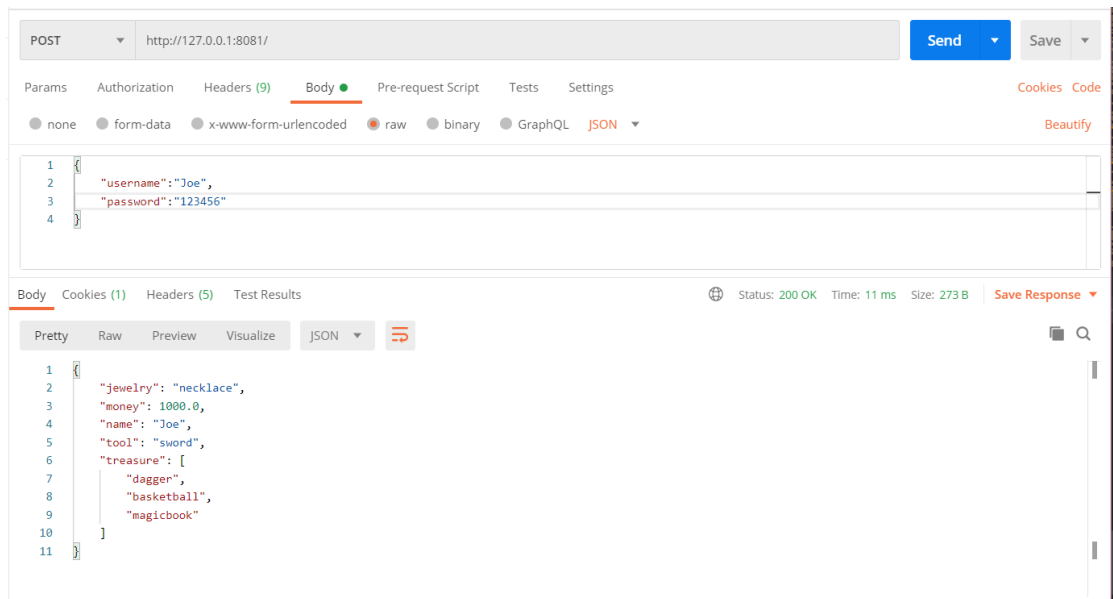 POST http://127.0.0.1:8081/ Send Save
Params Authorization Headers (9) Body Pre-request Script Tests Settings Cookies Code
none form-data x-www-form-urlencoded raw binary GraphQL JSON Beautify
1 {
2 "username":"Joe",
3 "password":"123456"
4 }
Body Cookies (1) Headers (5) Test Results Status: 200 OK Time: 11 ms Size: 273 B Save Response
Pretty Raw Preview Visualize JSON
1 {
2 "jewelry": "necklace",
3 "money": 1000.0,
4 "name": "Joe",
5 "tool": "sword",
6 "treasure": [
7 "dagger",
8 "basketball",
9 "magicbook"
10 ]
11 }